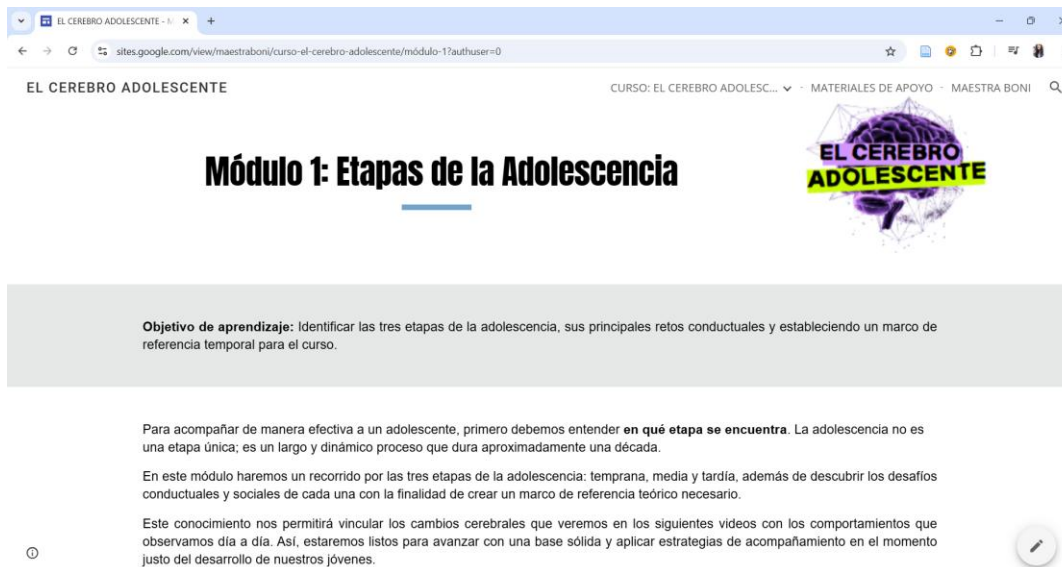 EL CEREBRO ADOLESCENTE - M
sites.google.com/view/maestraboni/curso-el-cerebro-adolescente/módulo-1?authuser=0
EL CEREBRO ADOLESCENTE
CURSO: EL CEREBRO ADOLESC... · MATERIALES DE APOYO · MAESTRA BONI
Módulo 1: Etapas de la Adolescencia
EL CEREBRO
ADOLESCENTE
Objetivo de aprendizaje: Identificar las tres etapas de la adolescencia, sus principales retos conductuales y estableciendo un marco de
referencia temporal para el curso.
Para acompañar de manera efectiva a un adolescente, primero debemos entender en qué etapa se encuentra. La adolescencia no es
una etapa única; es un largo y dinámico proceso que dura aproximadamente una década.
En este módulo haremos un recorrido por las tres etapas de la adolescencia: temprana, media y tardía, además de descubrir los desafíos
conductuales y sociales de cada una con la finalidad de crear un marco de referencia teórico necesario.
Este conocimiento nos permitirá vincular los cambios cerebrales que veremos en los siguientes videos con los comportamientos que
observamos día a día. Así, estaremos listos para avanzar con una base sólida y aplicar estrategias de acompañamiento en el momento
justo del desarrollo de nuestros jóvenes.